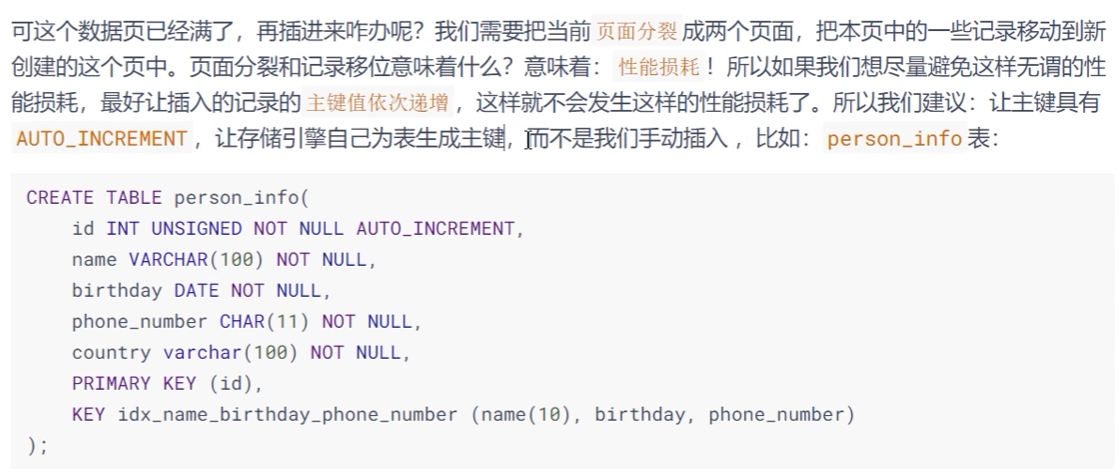 可这个数据页已经满了，再插进来咋办呢？我们需要把当前 页面分裂 成两个页面，把本页中的一些记录移动到新
创建的这个页中。页面分裂和记录移位意味着什么？意味着： 性能损耗 ！所以如果我们想尽量避免这样无谓的性
能损耗，最好让插入的记录的 主键值依次递增 ，这样就不会发生这样的性能损耗了。所以我们建议：让主键具有
AUTO_INCREMENT ，让存储引擎自己为表生成主键，而不是我们手动插入 ，比如： person_info 表：
CREATE TABLE person_info(
    id INT UNSIGNED NOT NULL AUTO_INCREMENT,
    name VARCHAR(100) NOT NULL,
    birthday DATE NOT NULL,
    phone_number CHAR(11) NOT NULL,
    country varchar(100) NOT NULL,
    PRIMARY KEY (id),
    KEY idx_name_birthday_phone_number (name(10), birthday, phone_number)
);